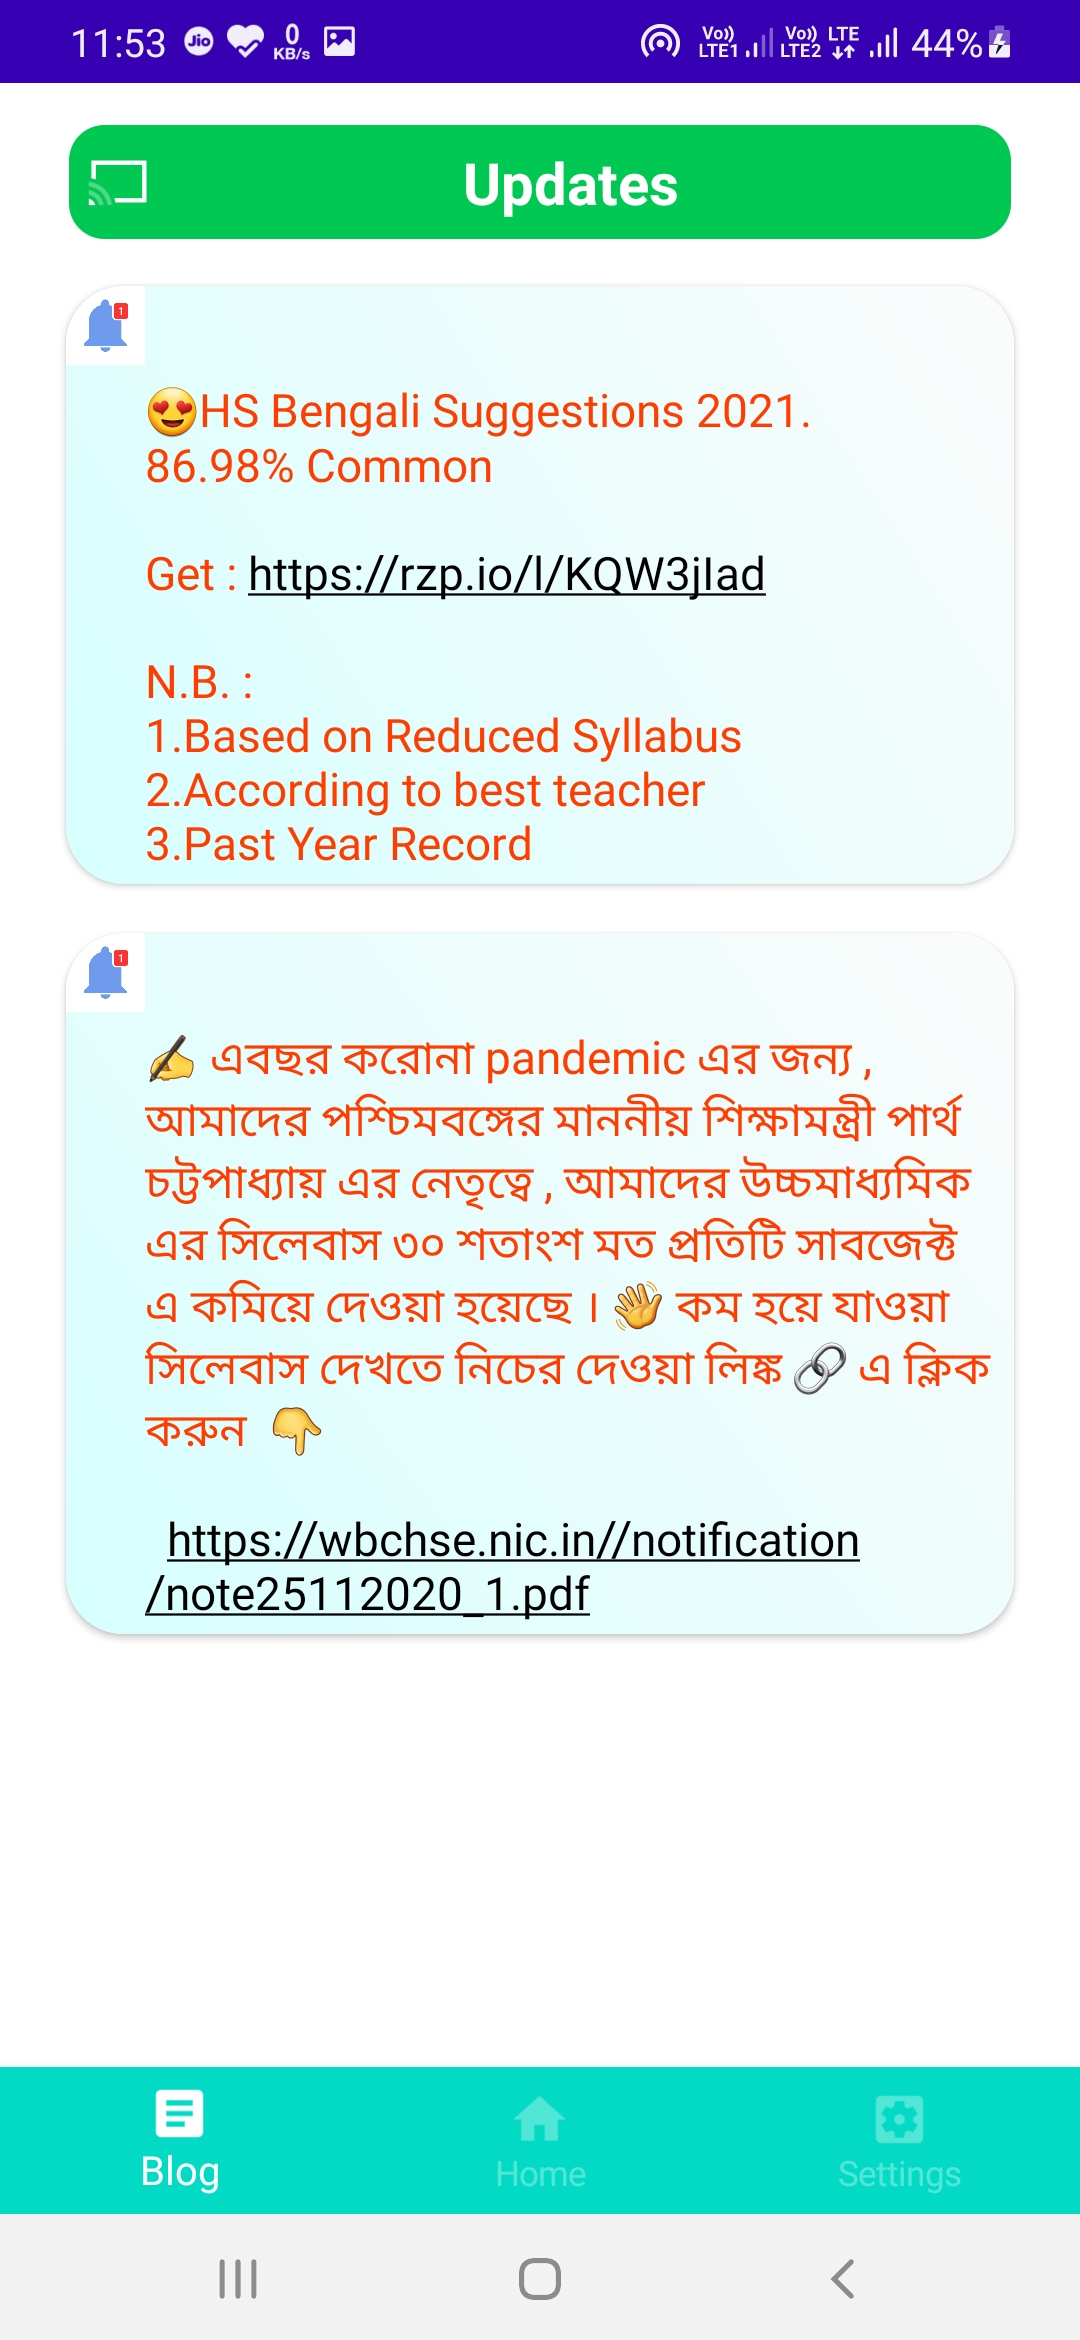 11:53 Jio 0 KB/s Vo)) LTE1 Vo)) LTE2 LTE 44%
Updates
1
😍HS Bengali Suggestions 2021.
86.98% Common
Get : https://rzp.io/l/KQW3jIad
N.B. :
1.Based on Reduced Syllabus
2.According to best teacher
3.Past Year Record
1
✍️ এবছর করোনা pandemic এর জন্য ,
আমাদের পশ্চিমবঙ্গের মাননীয় শিক্ষামন্ত্রী পার্থ
চট্টপাধ্যায় এর নেতৃত্বে , আমাদের উচ্চমাধ্যমিক
এর সিলেবাস ৩০ শতাংশ মত প্রতিটি সাবজেক্ট
এ কমিয়ে দেওয়া হয়েছে । 👋 কম হয়ে যাওয়া
সিলেবাস দেখতে নিচের দেওয়া লিঙ্ক 🔗 এ ক্লিক
করুন 👇
https://wbchse.nic.in//notification
/note25112020_1.pdf
Blog Home Settings